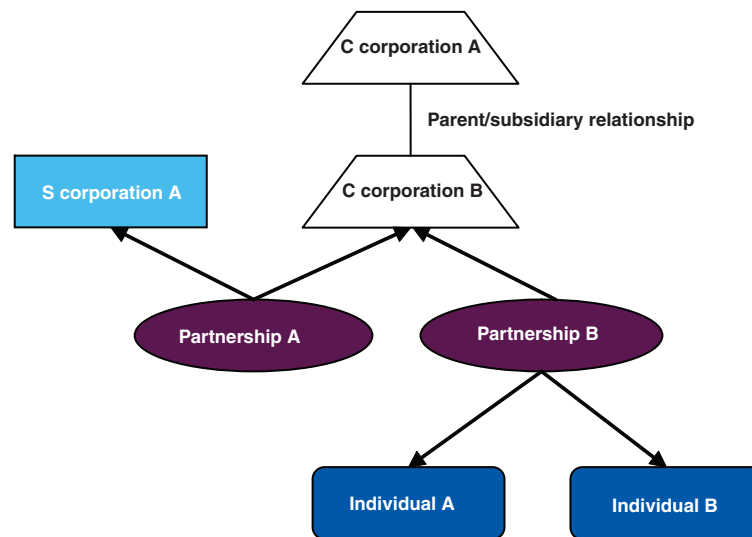 C corporation A
Parent/subsidiary relationship
S corporation A
C corporation B
Partnership A
Partnership B
Individual A
Individual B